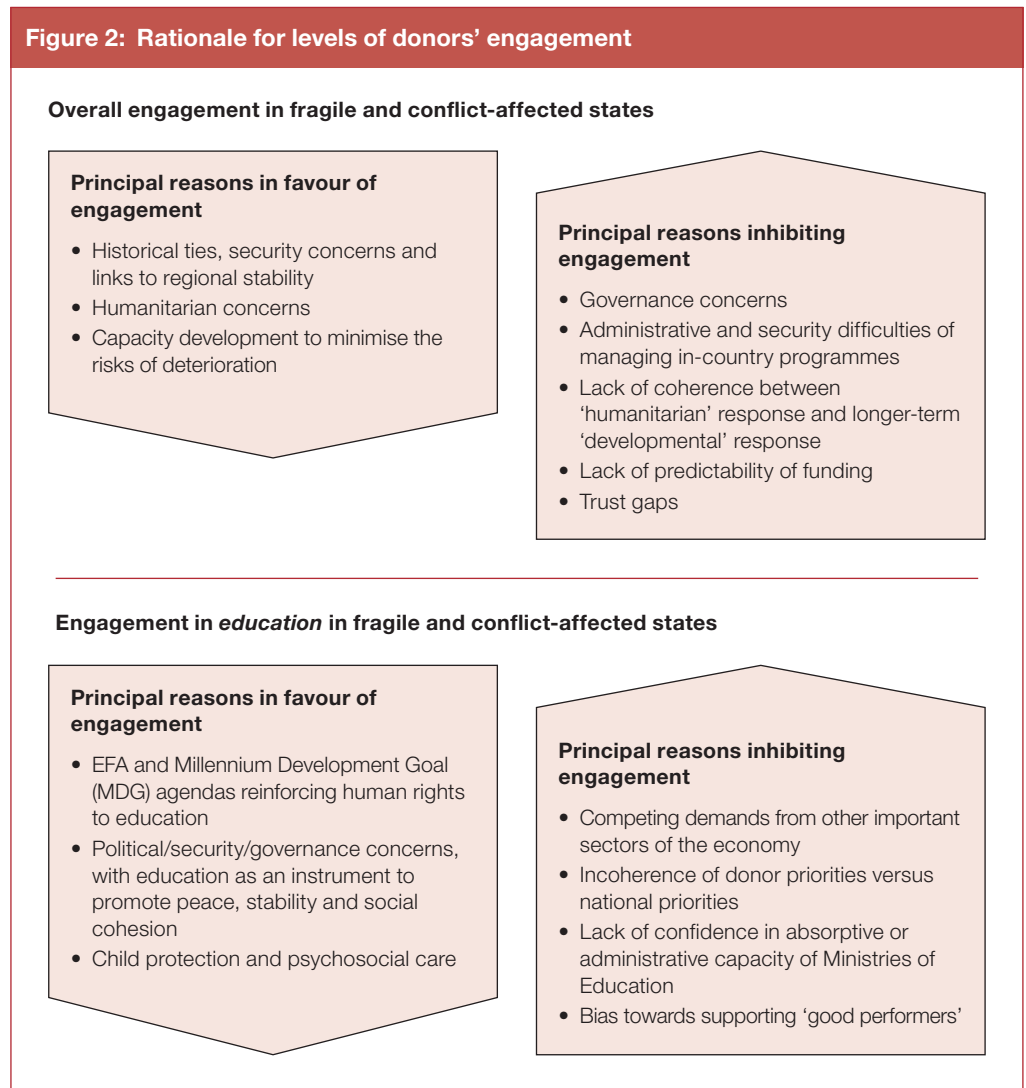 Figure 2: Rationale for levels of donors’ engagement
Overall engagement in fragile and conflict-affected states
Principal reasons in favour of
engagement
• Historical ties, security concerns and
links to regional stability
• Humanitarian concerns
• Capacity development to minimise the
risks of deterioration
Principal reasons inhibiting
engagement
• Governance concerns
• Administrative and security difficulties of
managing in-country programmes
• Lack of coherence between
‘humanitarian’ response and longer-term
‘developmental’ response
• Lack of predictability of funding
• Trust gaps
Engagement in education in fragile and conflict-affected states
Principal reasons in favour of
engagement
• EFA and Millennium Development Goal
(MDG) agendas reinforcing human rights
to education
• Political/security/governance concerns,
with education as an instrument to
promote peace, stability and social
cohesion
• Child protection and psychosocial care
Principal reasons inhibiting
engagement
• Competing demands from other important
sectors of the economy
• Incoherence of donor priorities versus
national priorities
• Lack of confidence in absorptive or
administrative capacity of Ministries of
Education
• Bias towards supporting ‘good performers’